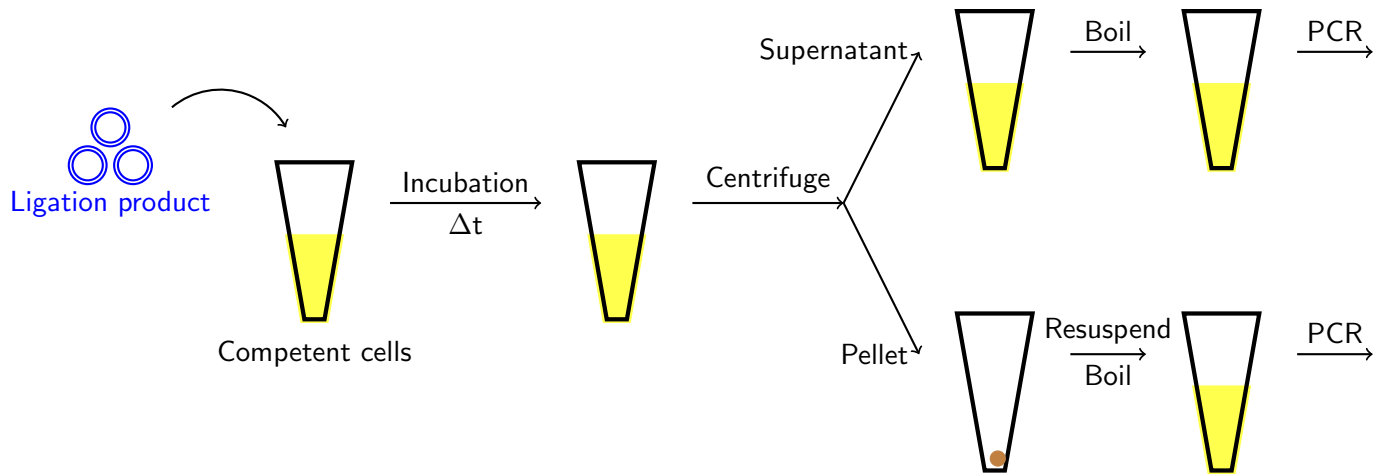 Ligation product
Competent cells
Incubation
Δt
Centrifuge
Supernatant
Boil
PCR
Pellet
Resuspend
Boil
PCR